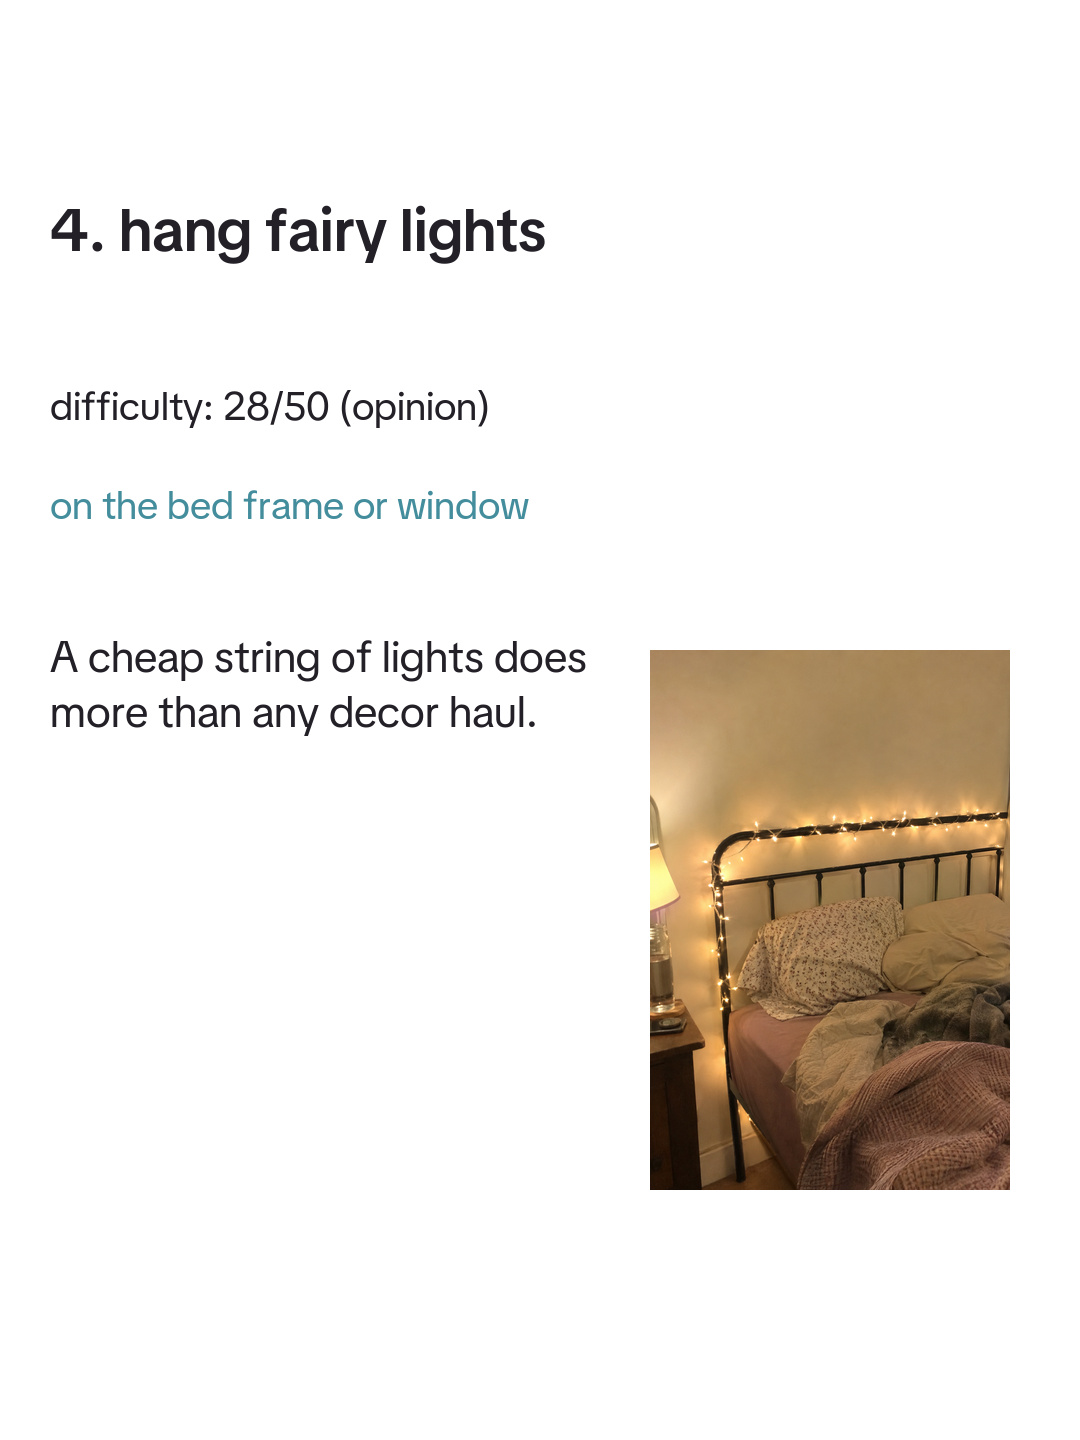 4. hang fairy lights
difficulty: 28/50 (opinion)
on the bed frame or window
A cheap string of lights does
more than any decor haul.